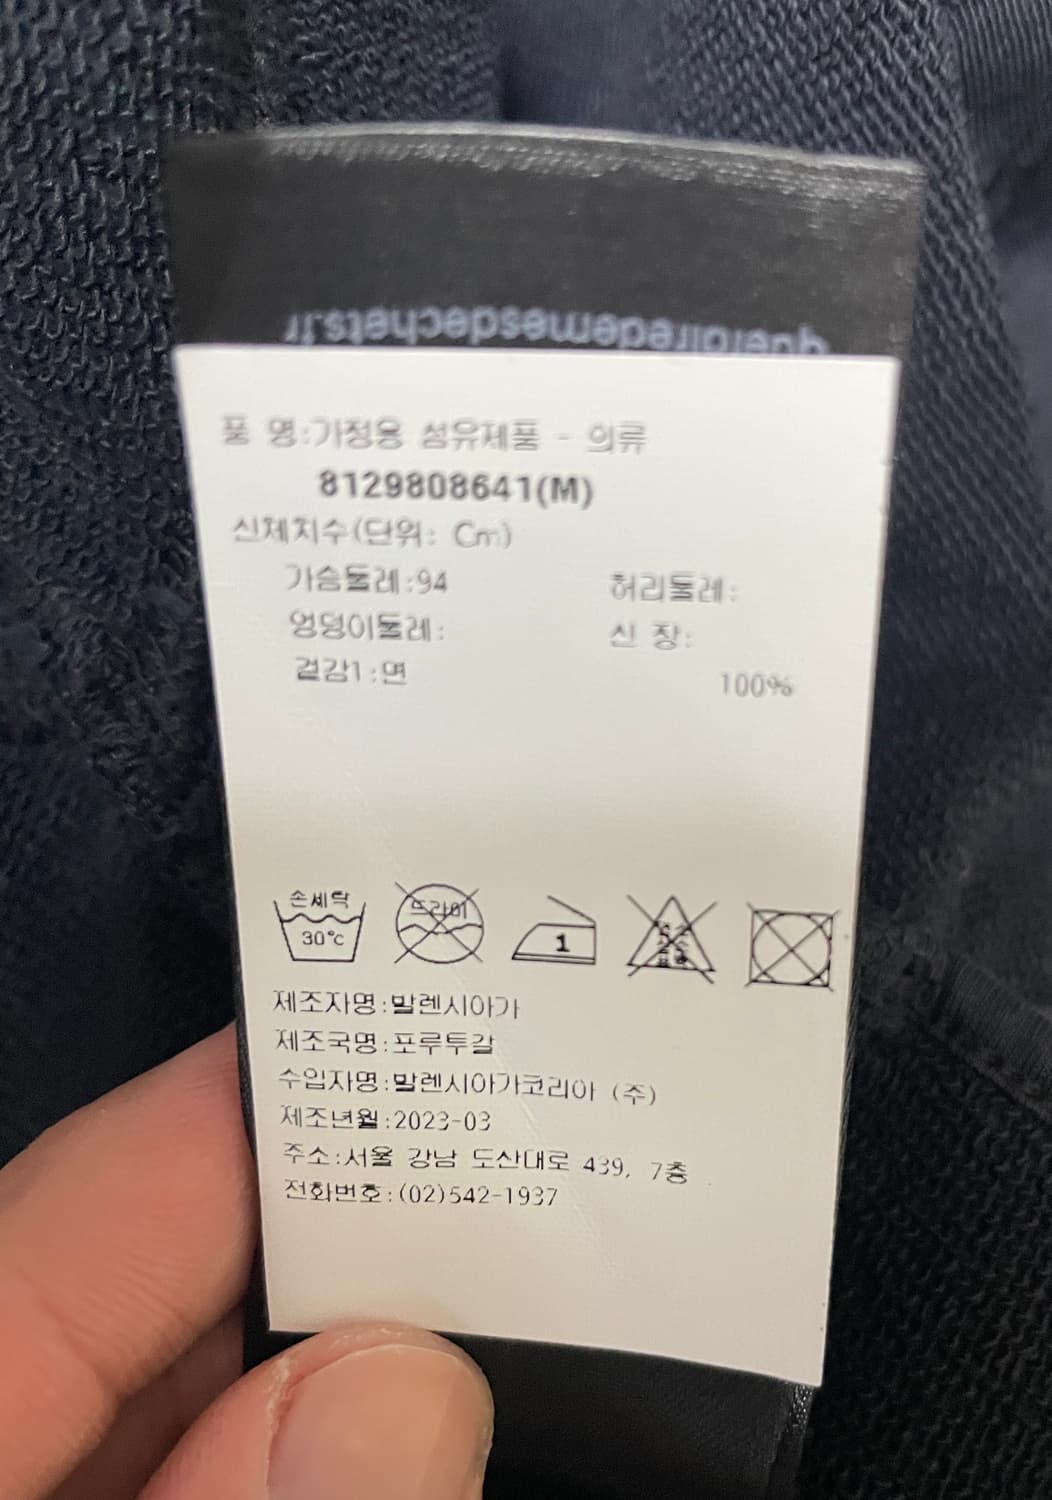 quefairedemesdechets.fr
품 명:가정용 섬유제품 - 의류
8129808641(M)
신체치수(단위: Cm)
가슴둘레:94 허리둘레:
엉덩이둘레: 신 장:
겉감1:면 100%
손세탁
30°c
드라이
1
제조자명:발렌시아가
제조국명:포루투갈
수입자명:발렌시아가코리아 (주)
제조년월:2023-03
주소:서울 강남 도산대로 439, 7층
전화번호:(02)542-1937